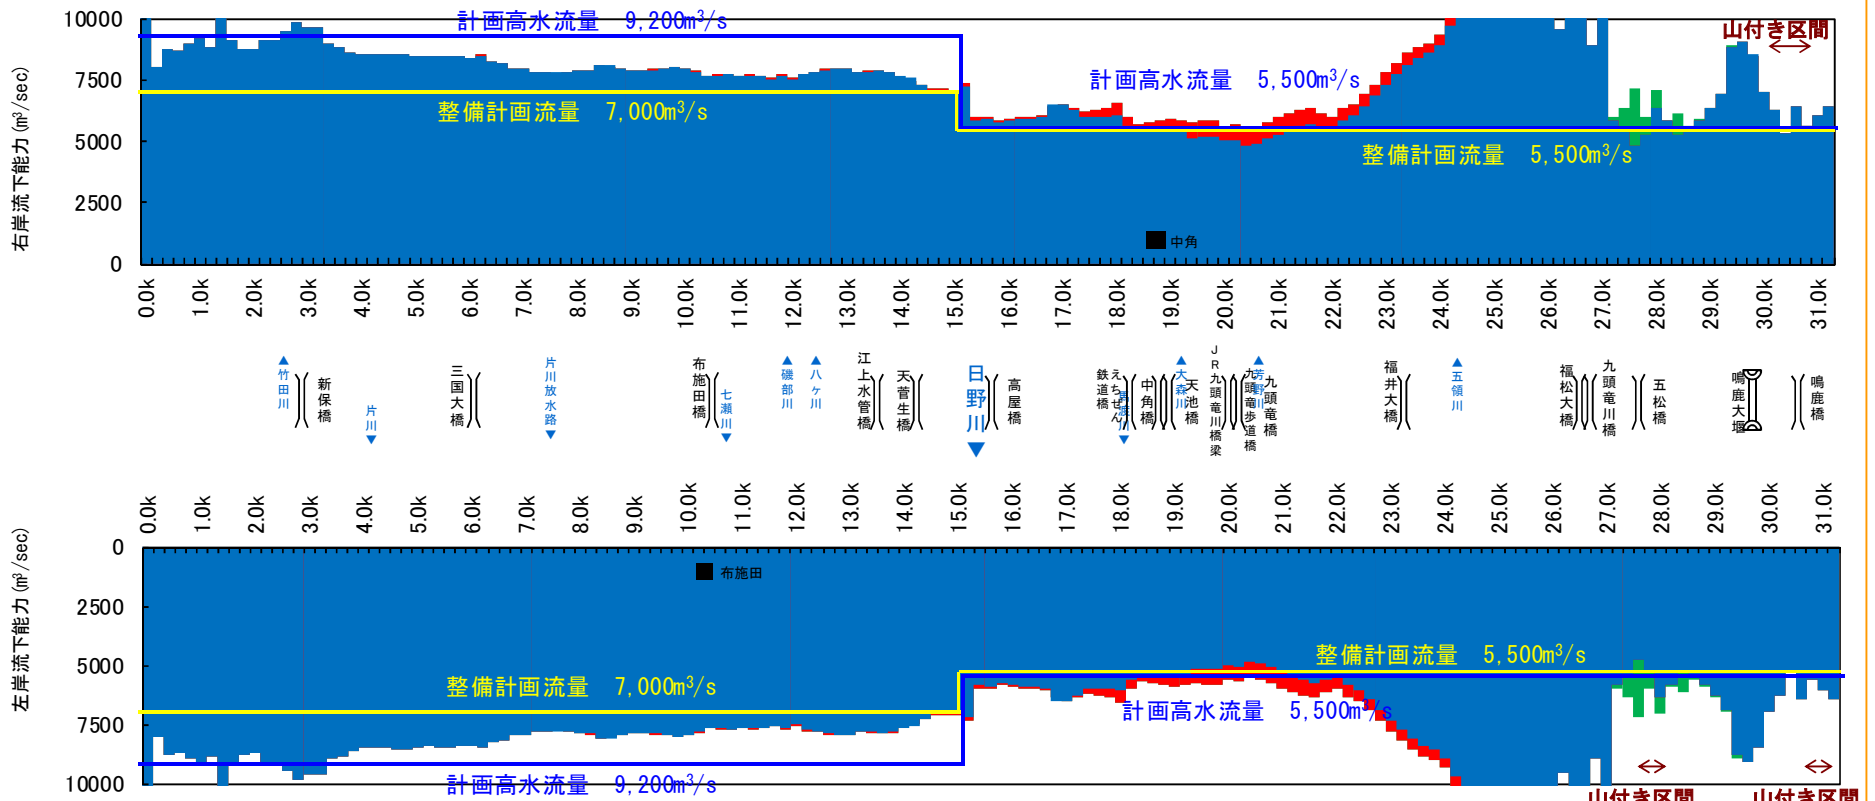 右岸流下能力(m³/sec)
10000
7500
5000
2500
0
計画高水流量 9,200m³/s
整備計画流量 7,000m³/s
計画高水流量 5,500m³/s
整備計画流量 5,500m³/s
山付き区間
中角
0.0k 1.0k 2.0k 3.0k 4.0k 5.0k 6.0k 7.0k 8.0k 9.0k 10.0k 11.0k 12.0k 13.0k 14.0k 15.0k 16.0k 17.0k 18.0k 19.0k 20.0k 21.0k 22.0k 23.0k 24.0k 25.0k 26.0k 27.0k 28.0k 29.0k 30.0k 31.0k
▲竹田川
新保橋
片川▼
三国大橋
片川放水路▼
布施田橋
七瀬川▼
▲磯部川
▲八ヶ川
江上水管橋
天菅生橋
日野川▼
高屋橋
えちぜん鉄道橋
中角橋
▲大森川
天池橋
JR九頭竜川橋梁
九頭竜歩道橋
▲芳野川
九頭竜橋
福井大橋
▲五領川
福松大橋
九頭竜川橋
五松橋
鳴鹿大堰
鳴鹿橋
0.0k 1.0k 2.0k 3.0k 4.0k 5.0k 6.0k 7.0k 8.0k 9.0k 10.0k 11.0k 12.0k 13.0k 14.0k 15.0k 16.0k 17.0k 18.0k 19.0k 20.0k 21.0k 22.0k 23.0k 24.0k 25.0k 26.0k 27.0k 28.0k 29.0k 30.0k 31.0k
左岸流下能力(m³/sec)
0
2500
5000
7500
10000
布施田
整備計画流量 7,000m³/s
計画高水流量 9,200m³/s
整備計画流量 5,500m³/s
計画高水流量 5,500m³/s
山付き区間
山付き区間